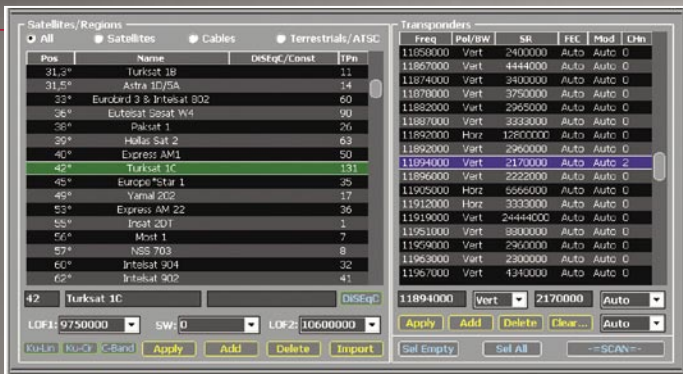 Satellites/Regions
All Satellites Cables Terrestrials/ATSC
Pos Name DiSEqC/Const TPn
31,3° Turksat 1B 11
31,5° Astra 1D/5A 14
33° Eurobird 3 & Intelsat 802 60
36° Eutelsat Sesat W4 90
38° Paksat 1 26
39° Hellas Sat 2 63
40° Express AM1 50
42° Turksat 1C 131
45° Europe*Star 1 35
49° Yamal 202 17
53° Express AM 22 36
55° Insat 2DT 1
56° Most 1 7
57° NSS 703 8
60° Intelsat 904 32
62° Intelsat 902 41
42 Turksat 1C DiSEqC
LOF1: 9750000 SW: 0 LOF2: 10600000
Ku-Lin Ku-Cir C-Band Apply Add Delete Import
Transponders
Freq Pol/BW SR FEC Mod CHn
11858000 Vert 2400000 Auto Auto 0
11867000 Vert 4444000 Auto Auto 0
11874000 Vert 3400000 Auto Auto 0
11878000 Vert 3750000 Auto Auto 0
11882000 Vert 2965000 Auto Auto 0
11887000 Vert 3333000 Auto Auto 0
11892000 Horz 12800000 Auto Auto 0
11892000 Vert 2960000 Auto Auto 0
11894000 Vert 2170000 Auto Auto 2
11896000 Vert 2222000 Auto Auto 0
11905000 Horz 6666000 Auto Auto 0
11912000 Horz 3333000 Auto Auto 0
11919000 Vert 24444000 Auto Auto 0
11951000 Vert 8800000 Auto Auto 0
11959000 Vert 2960000 Auto Auto 0
11963000 Vert 2300000 Auto Auto 0
11967000 Vert 4340000 Auto Auto 0
11894000 Vert 2170000 Auto
Apply Add Delete Clear... Auto
Sel Empty Sel All -=SCAN=-